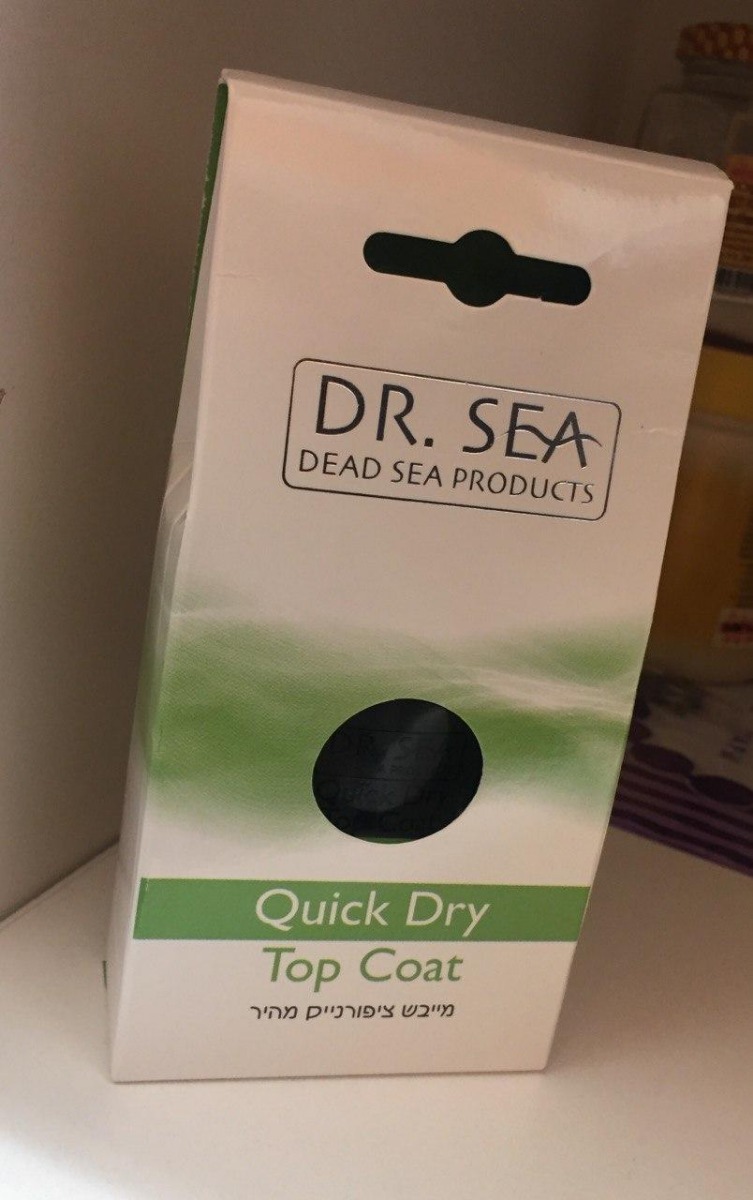 DR. SEA
DEAD SEA PRODUCTS
Quick Dry
Top Coat
מייבש ציפורניים מהיר